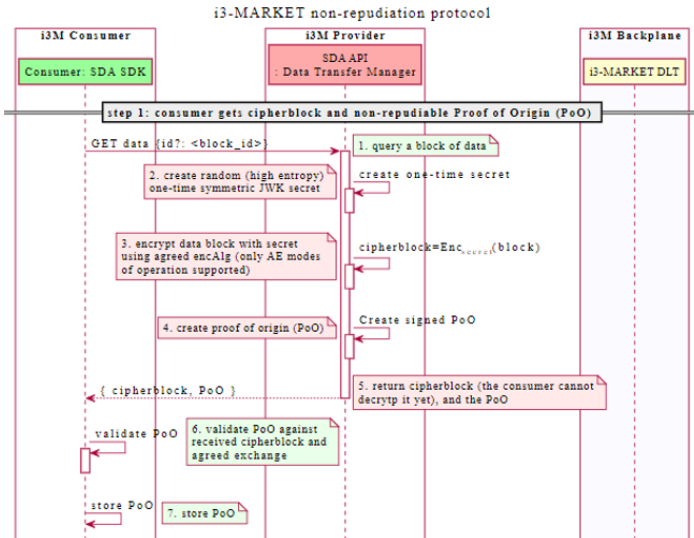 i3-MARKET non-repudiation protocol
i3M Consumer
i3M Provider
i3M Backplane
Consumer: SDA SDK
SDA API
: Data Transfer Manager
i3-MARKET DLT
step 1: consumer gets cipherblock and non-repudiable Proof of Origin (PoO)
GET data {id?: <block_id>}
1. query a block of data
2. create random (high entropy)
one-time symmetric JWK secret
create one-time secret
3. encrypt data block with secret
using agreed encAlg (only AE modes
of operation supported)
cipherblock=Enc secret(block)
4. create proof of origin (PoO)
Create signed PoO
{ cipherblock, PoO }
5. return cipherblock (the consumer cannot
decrytp it yet), and the PoO
validate PoO
6. validate PoO against
received cipherblock and
agreed exchange
store PoO
7. store PoO